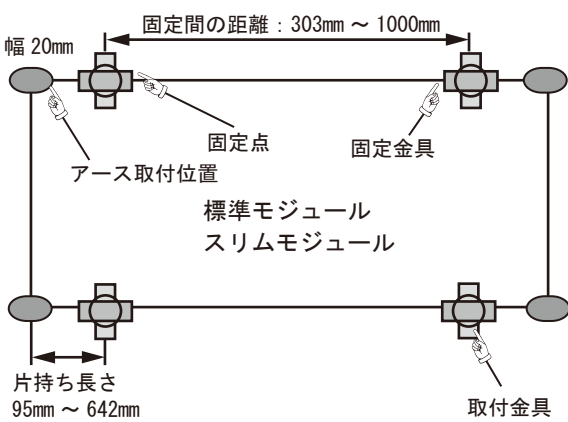 固定間の距離：303mm ～ 1000mm
幅 20mm
固定点
固定金具
アース取付位置
標準モジュール
スリムモジュール
片持ち長さ
95mm ～ 642mm
取付金具